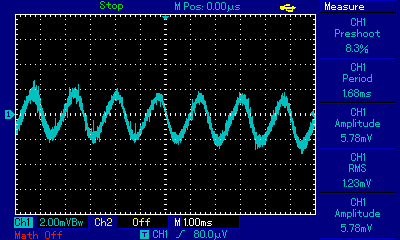 Stop M Pos: 0.00μs Measure
CH1
Preshoot
8.3%
CH1
Period
1.68ms
1
CH1
Amplitude
5.78mV
CH1
RMS
1.23mV
CH1
Amplitude
5.78mV
Ch1 2.00mVBw Ch2 Off M 1.00ms
Math Off T CH1 80.0μV